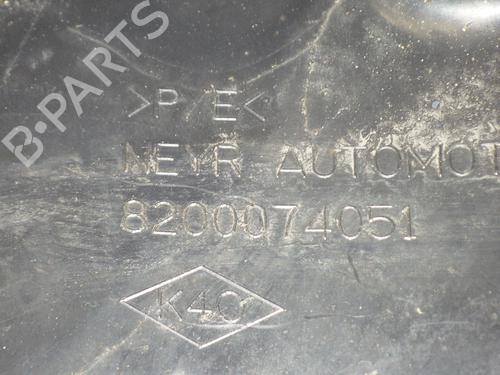 B-PARTS
>P/E<
NEYR AUTOMOT
8200074051
K40